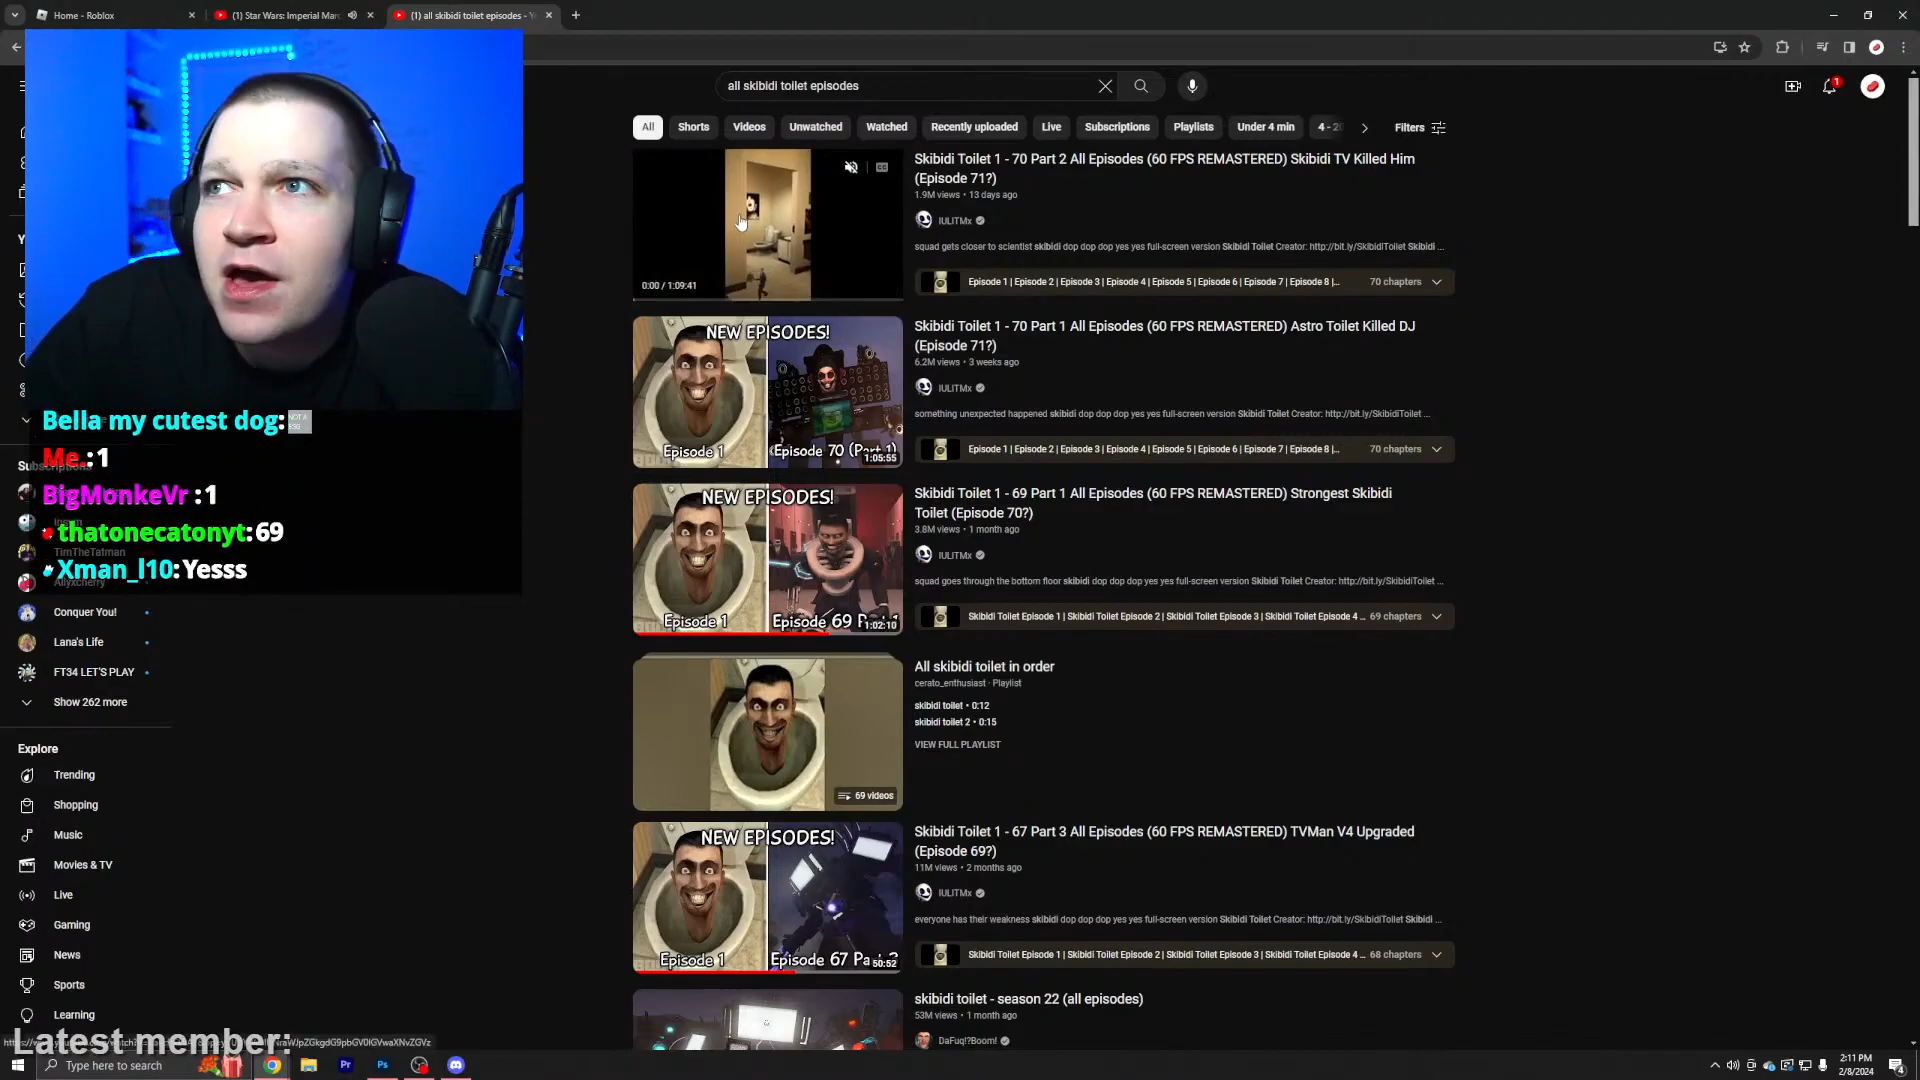 Home - Roblox
(1) Star Wars: Imperial Marc
(1) all skibidi toilet episodes -
all skibidi toilet episodes
1
All
Shorts
Videos
Unwatched
Watched
Recently uploaded
Live
Subscriptions
Playlists
Under 4 min
Filters
0:00 / 1:09:41
Skibidi Toilet 1 - 70 Part 2 All Episodes (60 FPS REMASTERED) Skibidi TV Killed Him
(Episode 71?)
1.9M views • 13 days ago
IULITMx
squad gets closer to scientist skibidi dop dop dop yes yes full-screen version Skibidi Toilet Creator: http://bit.ly/SkibidiToilet Skibidi ...
Episode 1 | Episode 2 | Episode 3 | Episode 4 | Episode 5 | Episode 6 | Episode 7 | Episode 8 |...
70 chapters
NEW EPISODES!
Episode 1
Episode 70 (Part 1)
1:05:55
Skibidi Toilet 1 - 70 Part 1 All Episodes (60 FPS REMASTERED) Astro Toilet Killed DJ
(Episode 71?)
6.2M views • 3 weeks ago
IULITMx
something unexpected happened skibidi dop dop dop yes yes full-screen version Skibidi Toilet Creator: http://bit.ly/SkibidiToilet ...
Episode 1 | Episode 2 | Episode 3 | Episode 4 | Episode 5 | Episode 6 | Episode 7 | Episode 8 |...
70 chapters
NEW EPISODES!
Episode 1
Episode 69 Part 1
1:02:10
Skibidi Toilet 1 - 69 Part 1 All Episodes (60 FPS REMASTERED) Strongest Skibidi
Toilet (Episode 70?)
3.8M views • 1 month ago
IULITMx
squad goes through the bottom floor skibidi dop dop dop yes yes full-screen version Skibidi Toilet Creator: http://bit.ly/SkibidiToilet ...
Skibidi Toilet Episode 1 | Skibidi Toilet Episode 2 | Skibidi Toilet Episode 3 | Skibidi Toilet Episode 4 ...
69 chapters
69 videos
All skibidi toilet in order
cerato_enthusiast · Playlist
skibidi toilet • 0:12
skibidi toilet 2 • 0:15
VIEW FULL PLAYLIST
NEW EPISODES!
Episode 1
Episode 67 Pa
50:52
Skibidi Toilet 1 - 67 Part 3 All Episodes (60 FPS REMASTERED) TVMan V4 Upgraded
(Episode 69?)
11M views • 2 months ago
IULITMx
everyone has their weakness skibidi dop dop dop yes yes full-screen version Skibidi Toilet Creator: http://bit.ly/SkibidiToilet Skibidi ...
Skibidi Toilet Episode 1 | Skibidi Toilet Episode 2 | Skibidi Toilet Episode 3 | Skibidi Toilet Episode 4 ...
68 chapters
skibidi toilet - season 22 (all episodes)
53M views • 1 month ago
DaFuq!?Boom!
Bella my cutest dog:
Me.:1
BigMonkeVr :1
thatonecatonyt:69
Xman_l10:Yesss
TimTheTatman
Allyxcherry
Conquer You!
Lana's Life
FT34 LET'S PLAY
Show 262 more
Explore
Trending
Shopping
Music
Movies & TV
Live
Gaming
News
Sports
Learning
Latest member:
Type here to search
2:11 PM
2/8/2024
4